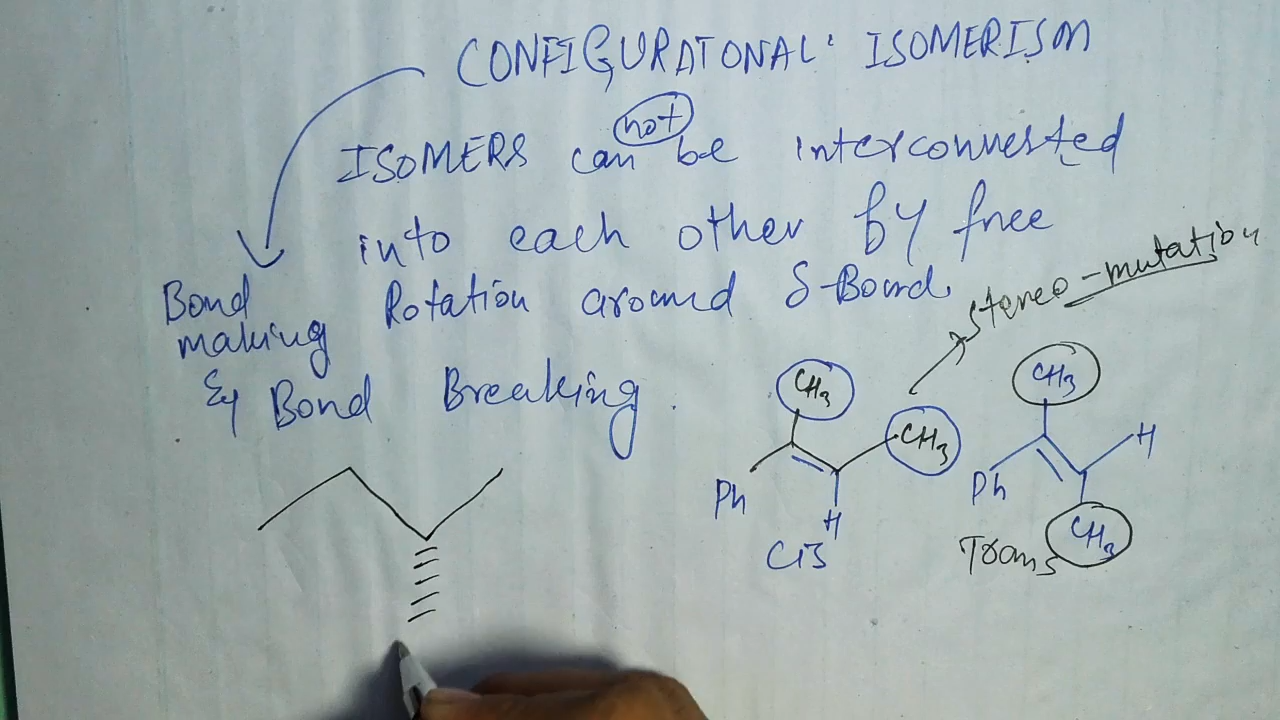 CONFIGURATONAL ISOMERISM
ISOMERS can not be interconverted
into each other by free
Rotation around δ-Bond.
Bond
making
& Bond Breaking.
stereo-mutation
CH3
CH3
Ph
H
Cis
CH3
H
Ph
CH3
Trans